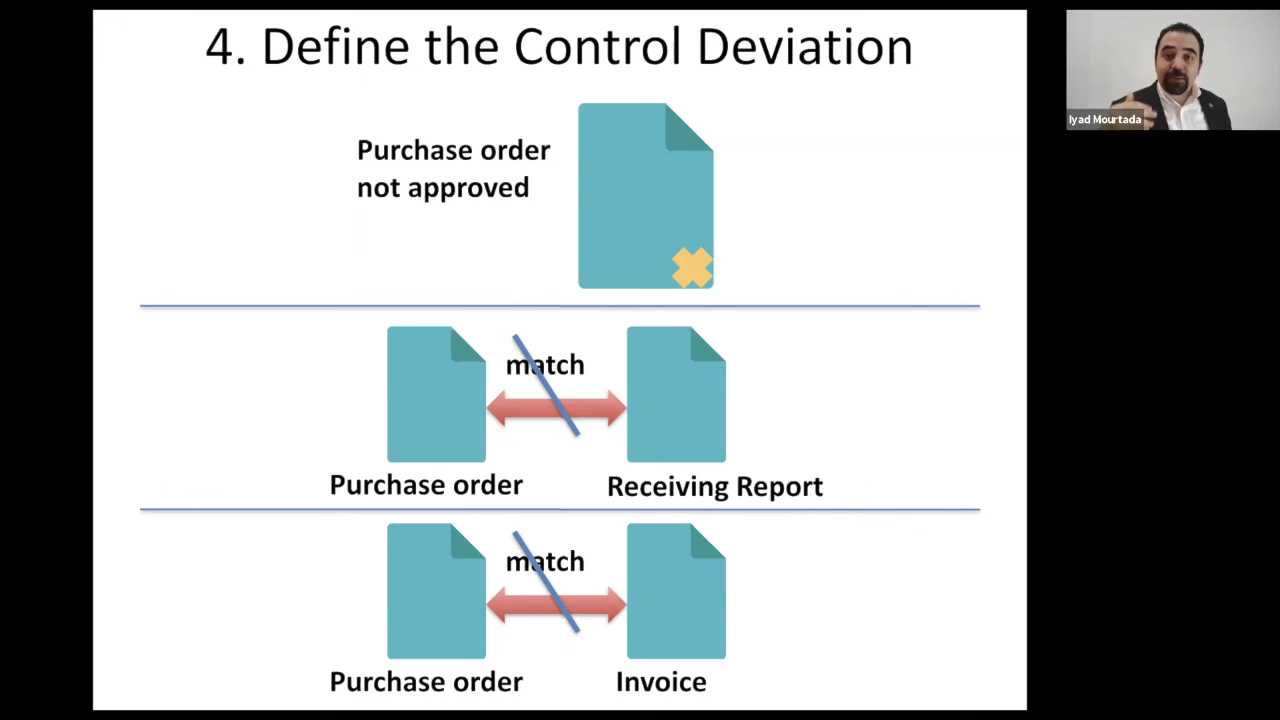 4. Define the Control Deviation
Iyad Mourtada
Purchase order
not approved
match
Purchase order
Receiving Report
match
Purchase order
Invoice